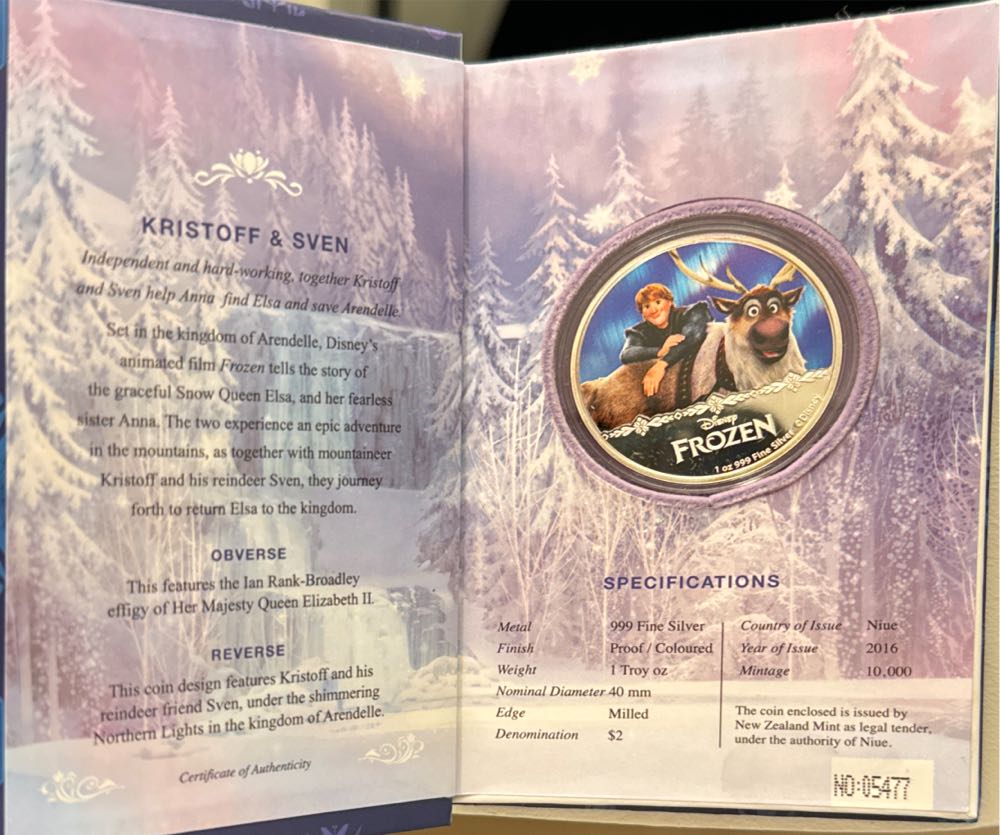 KRISTOFF & SVEN
Independent and hard-working, together Kristoff
and Sven help Anna find Elsa and save Arendelle.
Set in the kingdom of Arendelle, Disney's
animated film Frozen tells the story of
the graceful Snow Queen Elsa, and her fearless
sister Anna. The two experience an epic adventure
in the mountains, as together with mountaineer
Kristoff and his reindeer Sven, they journey
forth to return Elsa to the kingdom.
OBVERSE
This features the Ian Rank-Broadley
effigy of Her Majesty Queen Elizabeth II.
REVERSE
This coin design features Kristoff and his
reindeer friend Sven, under the shimmering
Northern Lights in the kingdom of Arendelle.
Certificate of Authenticity
Disney
FROZEN
1 oz 999 Fine Silver © Disney
SPECIFICATIONS
Metal 999 Fine Silver
Finish Proof / Coloured
Weight 1 Troy oz
Nominal Diameter 40 mm
Edge Milled
Denomination $2
Country of Issue Niue
Year of Issue 2016
Mintage 10,000
The coin enclosed is issued by
New Zealand Mint as legal tender,
under the authority of Niue.
NO:05477